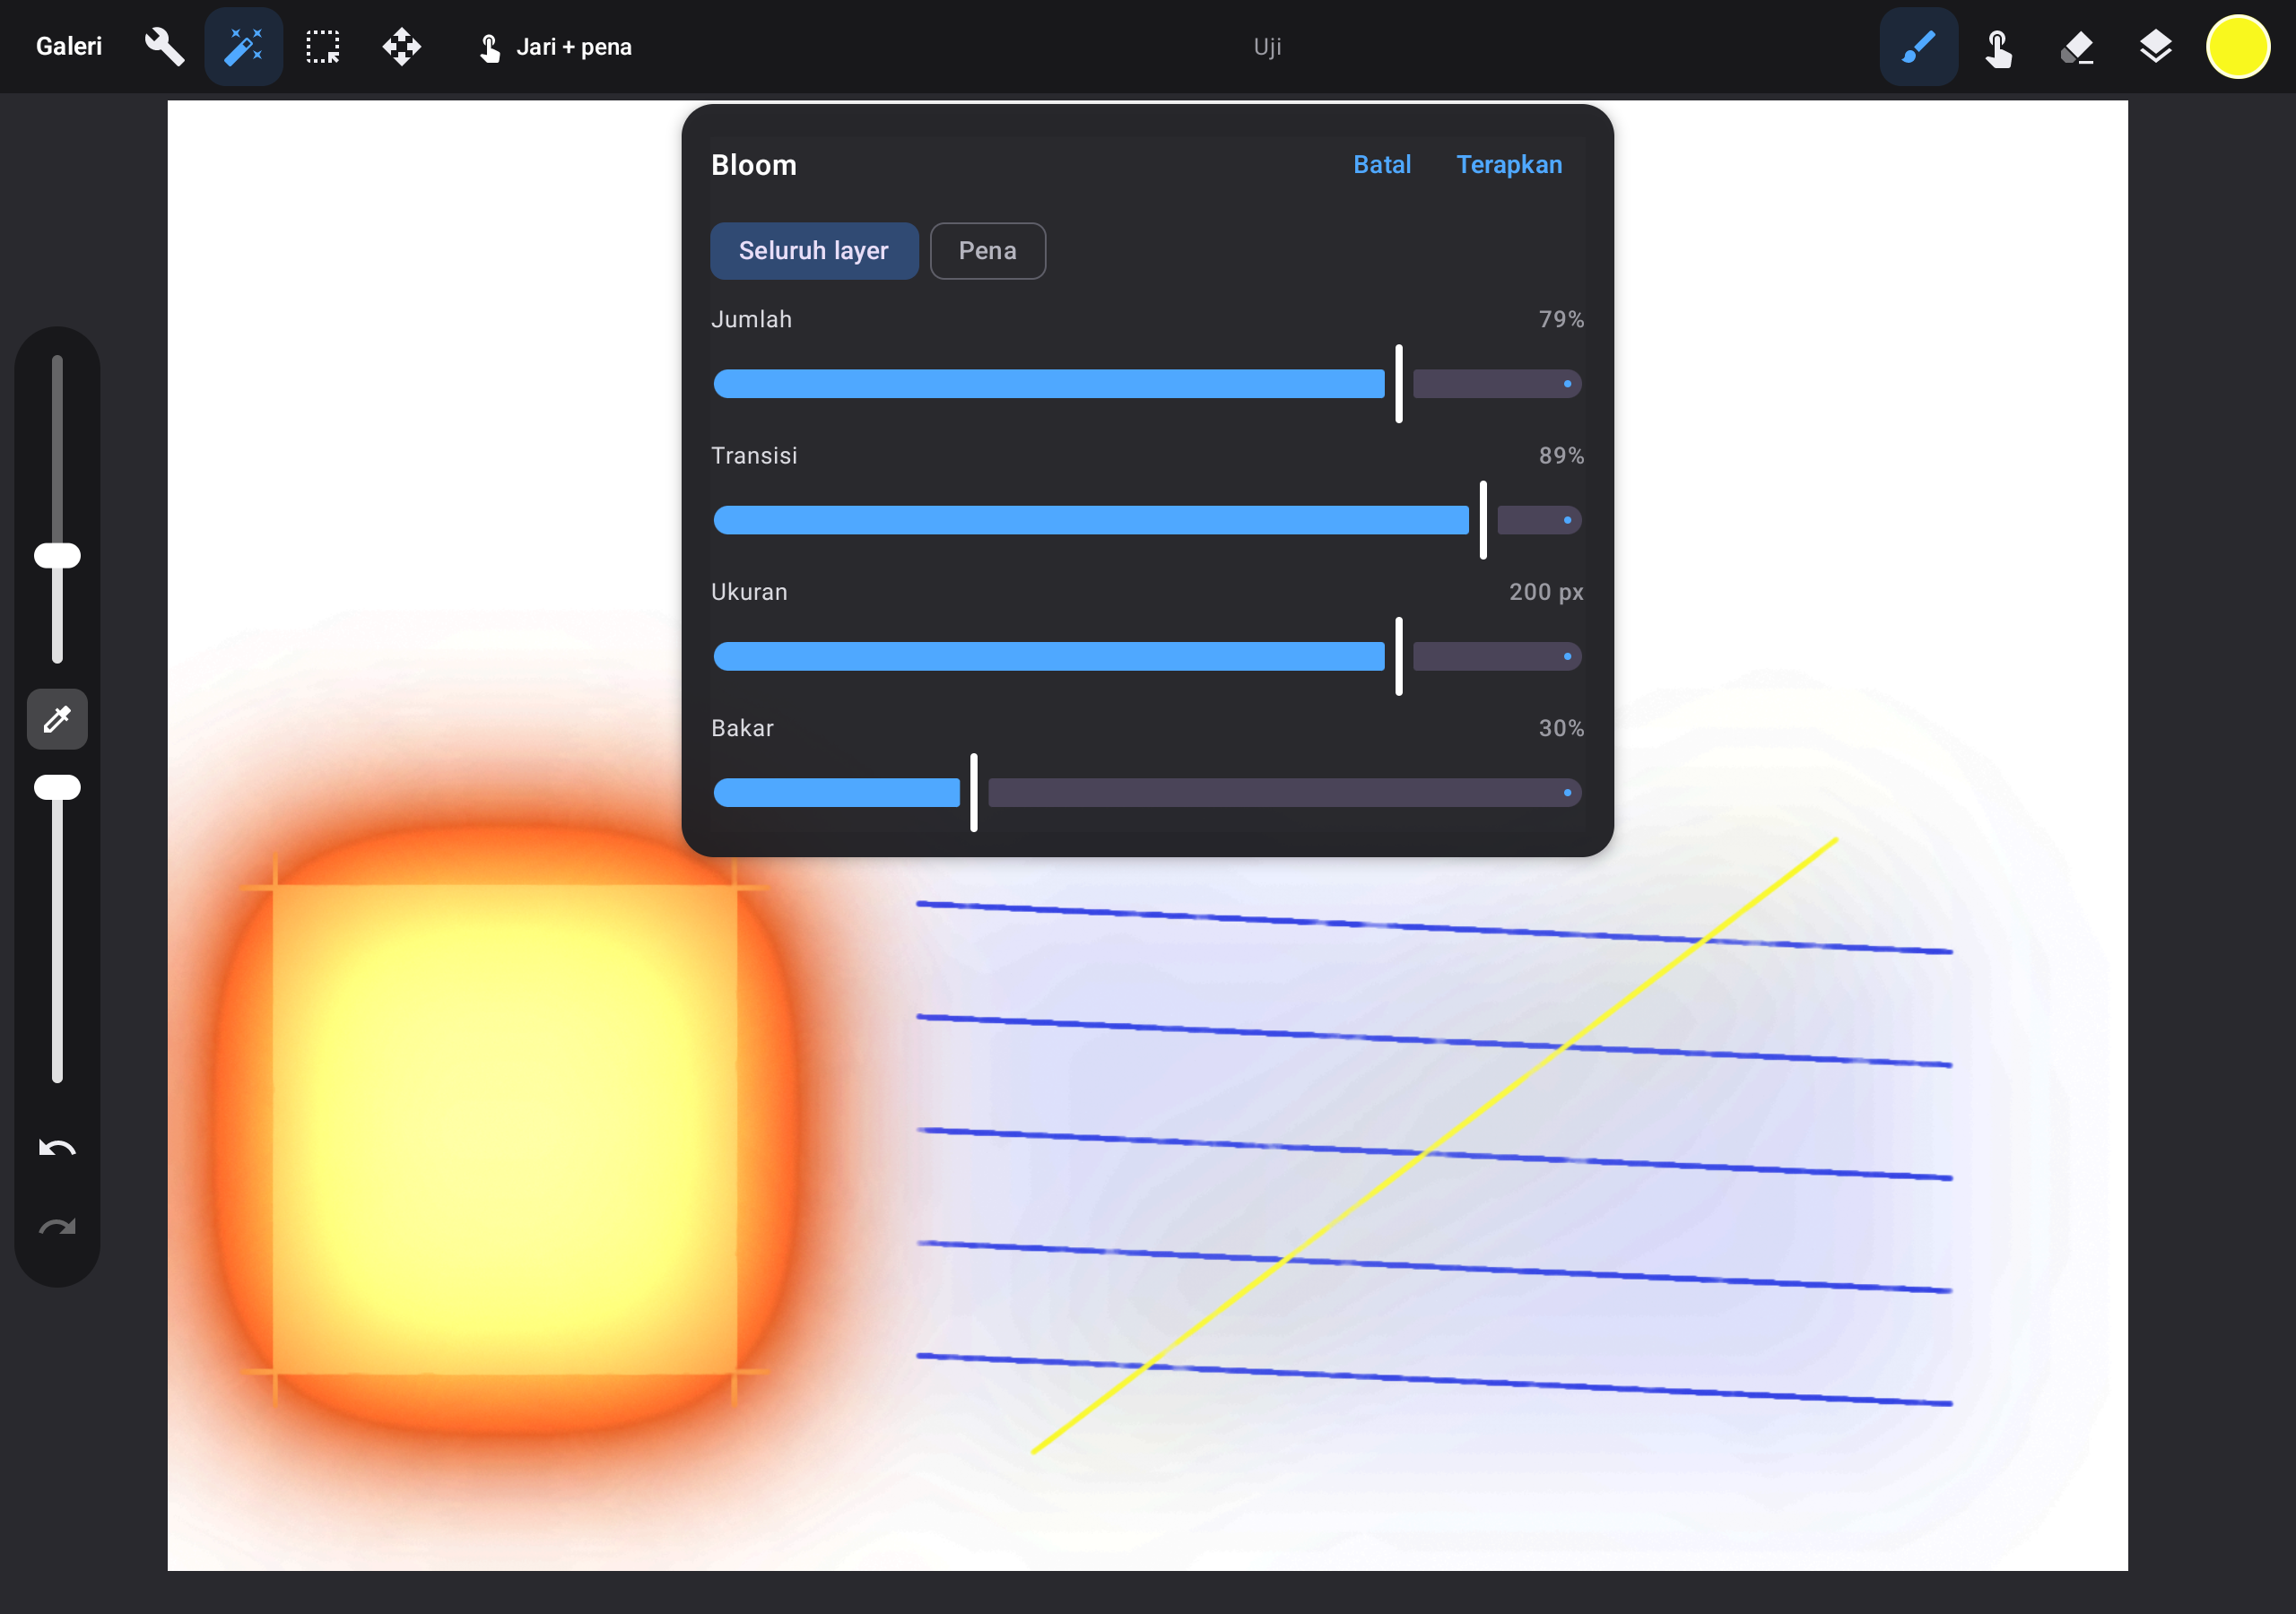 Galeri
Jari + pena
Uji
Bloom
Batal
Terapkan
Seluruh layer
Pena
Jumlah
79%
Transisi
89%
Ukuran
200 px
Bakar
30%